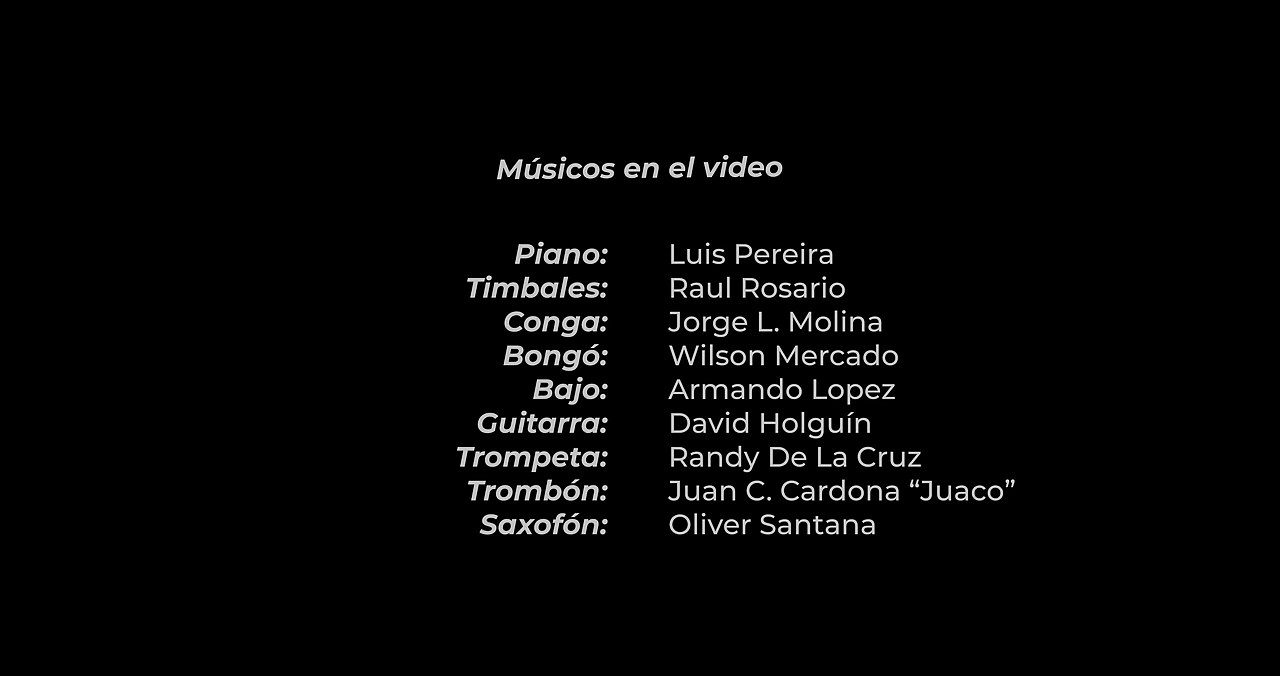 Músicos en el video
Piano: Luis Pereira
Timbales: Raul Rosario
Conga: Jorge L. Molina
Bongó: Wilson Mercado
Bajo: Armando Lopez
Guitarra: David Holguín
Trompeta: Randy De La Cruz
Trombón: Juan C. Cardona “Juaco”
Saxofón: Oliver Santana